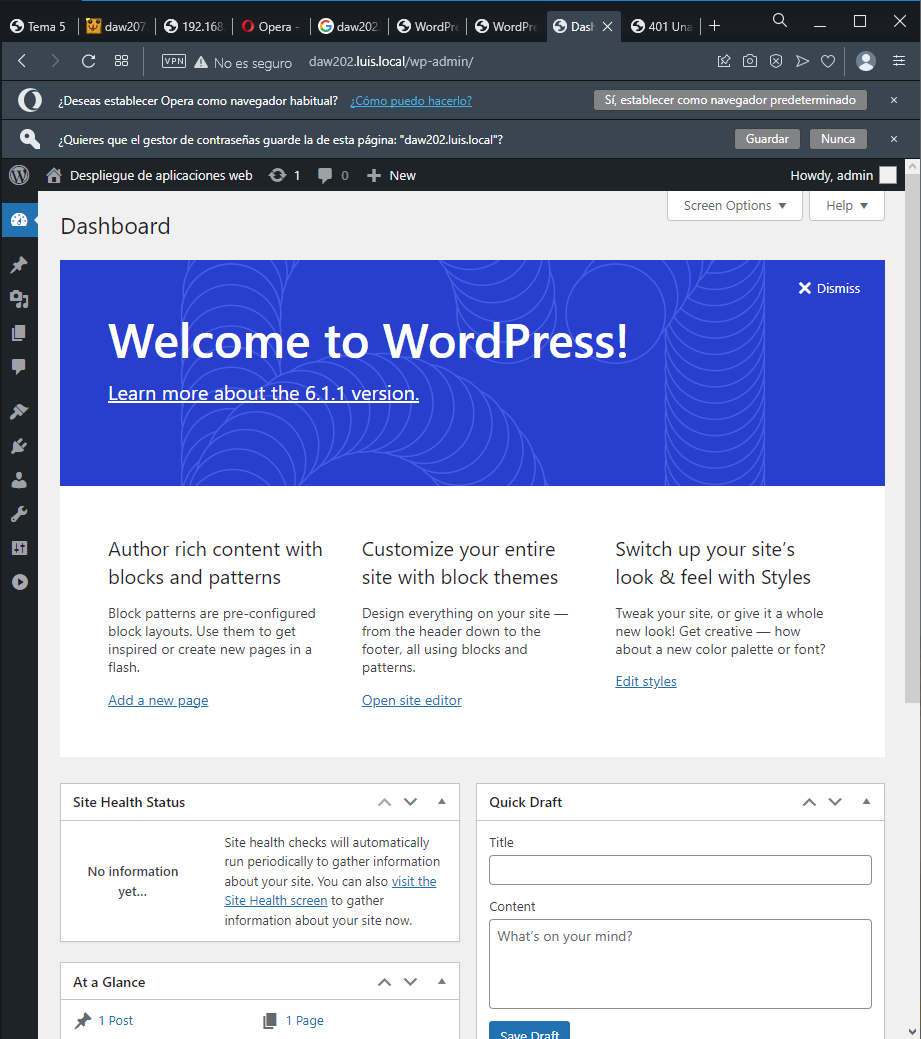 Tema 5
daw207.
192.168.
Opera -
daw202.
WordPre
WordPre
Dash
401 Una
VPN
No es seguro
daw202.luis.local/wp-admin/
¿Deseas establecer Opera como navegador habitual?
¿Cómo puedo hacerlo?
Sí, establecer como navegador predeterminado
¿Quieres que el gestor de contraseñas guarde la de esta página: "daw202.luis.local"?
Guardar
Nunca
Despliegue de aplicaciones web
1
0
New
Howdy, admin
Screen Options
Help
Dashboard
Dismiss
Welcome to WordPress!
Learn more about the 6.1.1 version.
Author rich content with
blocks and patterns
Block patterns are pre-configured
block layouts. Use them to get
inspired or create new pages in a
flash.
Add a new page
Customize your entire
site with block themes
Design everything on your site —
from the header down to the
footer, all using blocks and
patterns.
Open site editor
Switch up your site's
look & feel with Styles
Tweak your site, or give it a whole
new look! Get creative — how
about a new color palette or font?
Edit styles
Site Health Status
No information
yet...
Site health checks will automatically
run periodically to gather information
about your site. You can also visit the
Site Health screen to gather
information about your site now.
At a Glance
1 Post
1 Page
Quick Draft
Title
Content
What's on your mind?
Save Draft